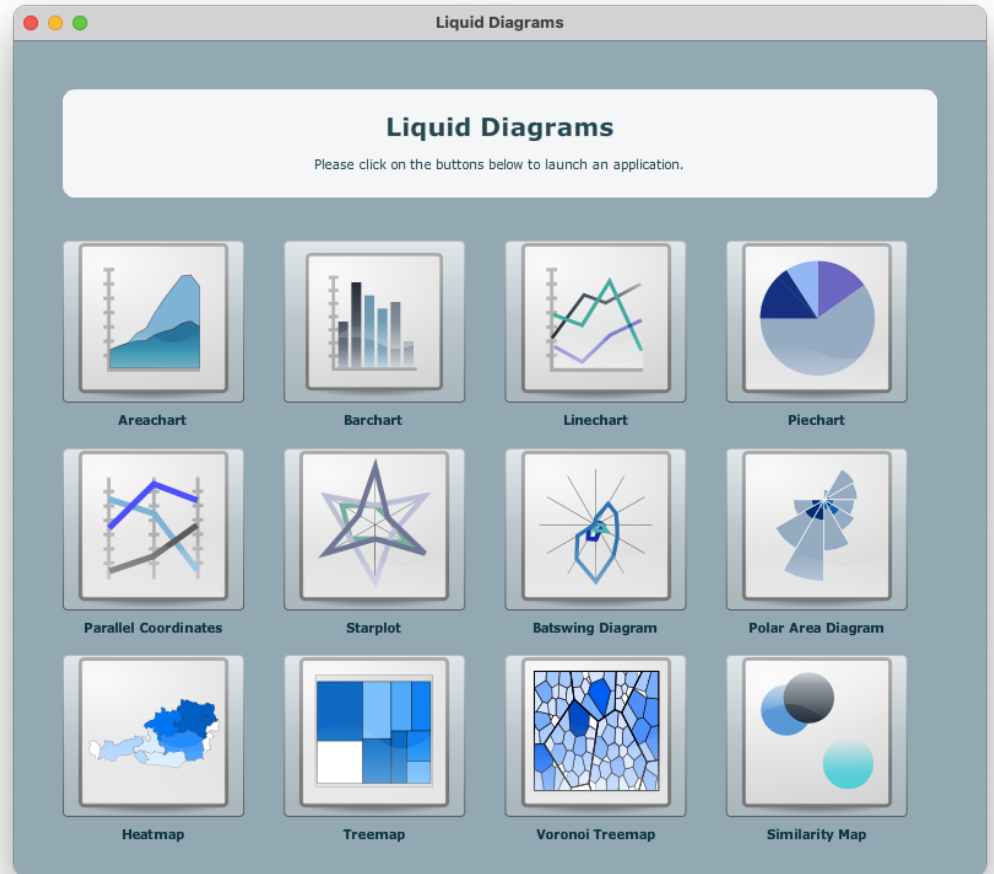 Liquid Diagrams
Liquid Diagrams
Please click on the buttons below to launch an application.
Areachart
Barchart
Linechart
Piechart
Parallel Coordinates
Starplot
Batswing Diagram
Polar Area Diagram
Heatmap
Treemap
Voronoi Treemap
Similarity Map